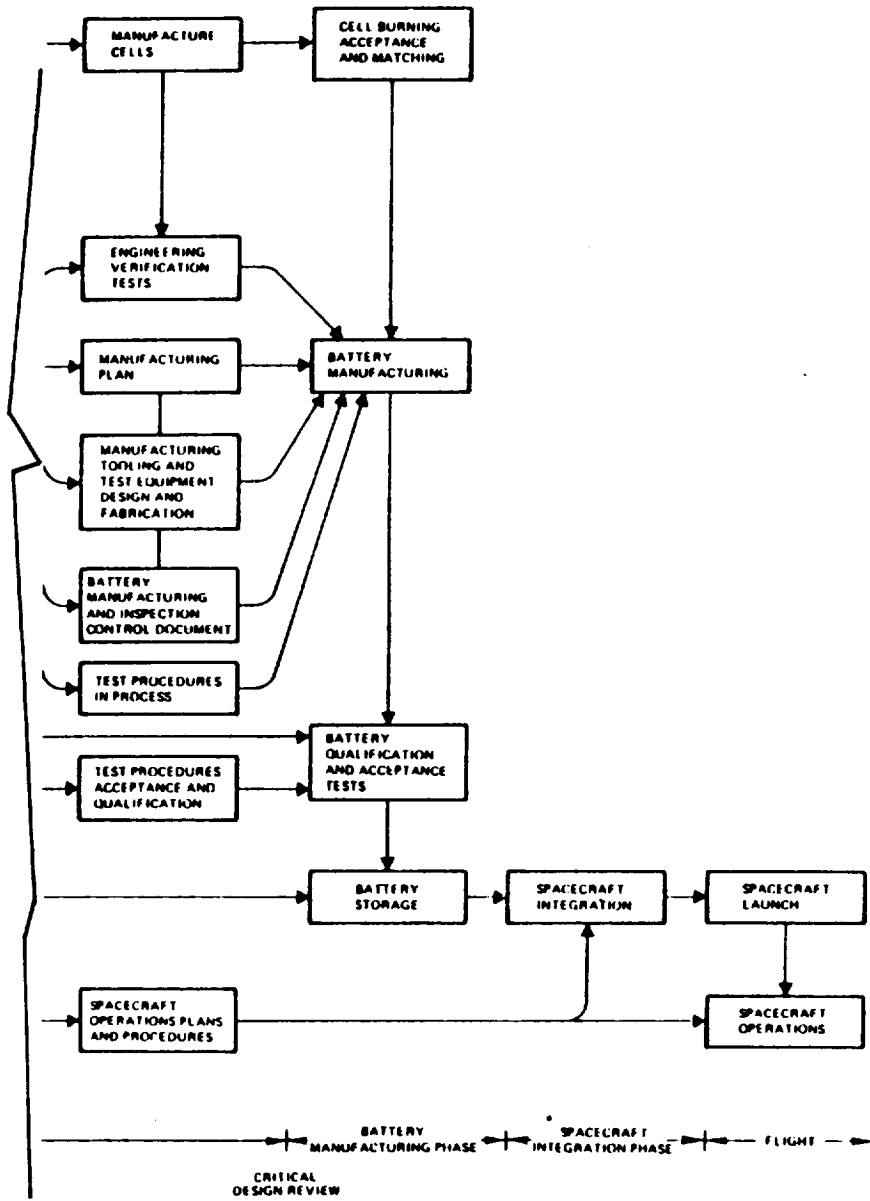 MANUFACTURE
CELLS
CELL BURNING
ACCEPTANCE
AND MATCHING
ENGINEERING
VERIFICATION
TESTS
MANUFACTURING
PLAN
BATTERY
MANUFACTURING
MANUFACTURING
TOOLING AND
TEST EQUIPMENT
DESIGN AND
FABRICATION
BATTERY
MANUFACTURING
AND INSPECTION
CONTROL DOCUMENT
TEST PROCEDURES
IN PROCESS
BATTERY
QUALIFICATION
AND ACCEPTANCE
TESTS
TEST PROCEDURES
ACCEPTANCE AND
QUALIFICATION
BATTERY
STORAGE
SPACECRAFT
INTEGRATION
SPACECRAFT
LAUNCH
SPACECRAFT
OPERATIONS PLANS
AND PROCEDURES
SPACECRAFT
OPERATIONS
BATTERY
MANUFACTURING PHASE
SPACECRAFT
INTEGRATION PHASE
FLIGHT
CRITICAL
DESIGN REVIEW